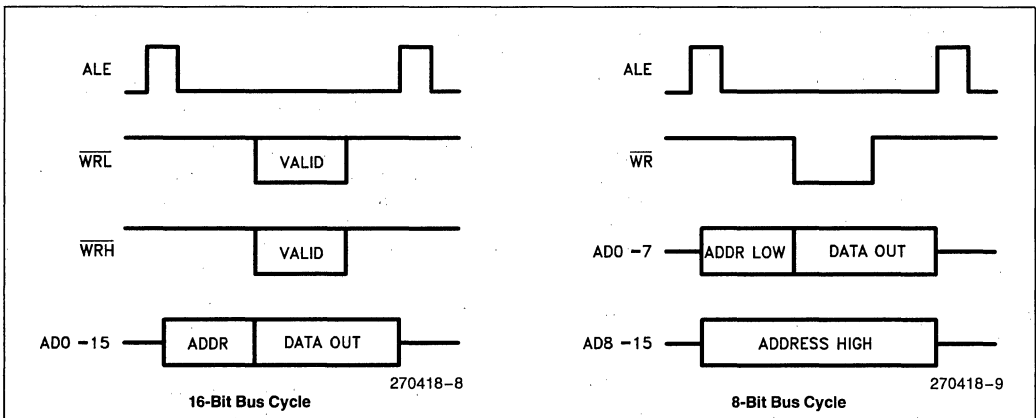 ALE
WRL
VALID
WRH
VALID
AD0 -15
ADDR
DATA OUT
270418-8
16-Bit Bus Cycle
ALE
WR
AD0 -7
ADDR LOW
DATA OUT
AD8 -15
ADDRESS HIGH
270418-9
8-Bit Bus Cycle